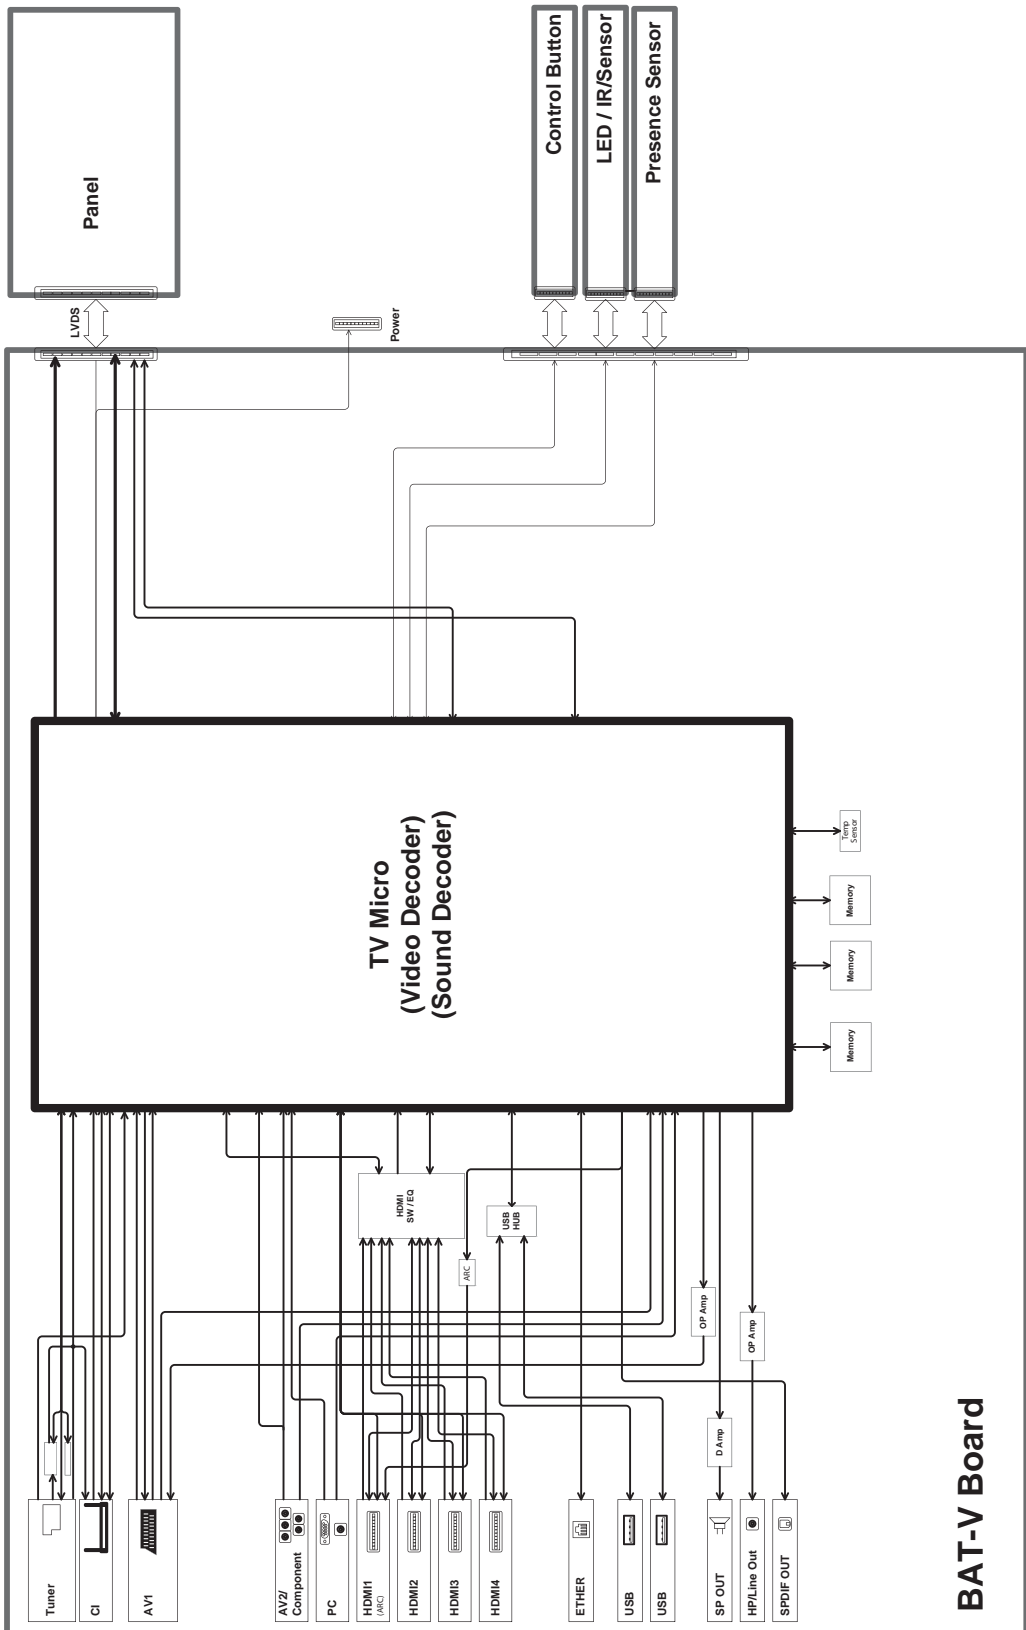 Panel
Control Button
LED / IR/Sensor
Presence Sensor
LVDS
Power
TV Micro
(Video Decoder)
(Sound Decoder)
Temp
Sensor
Memory
Memory
Memory
HDMI
SW / EQ
USB
HUB
ARC
OP Amp
OP Amp
D Amp
Tuner
CI
AV1
AV2/
Component
PC
HDMI1
(ARC)
HDMI2
HDMI3
HDMI4
ETHER
USB
USB
SP OUT
HP/Line Out
SPDIF OUT
BAT-V Board